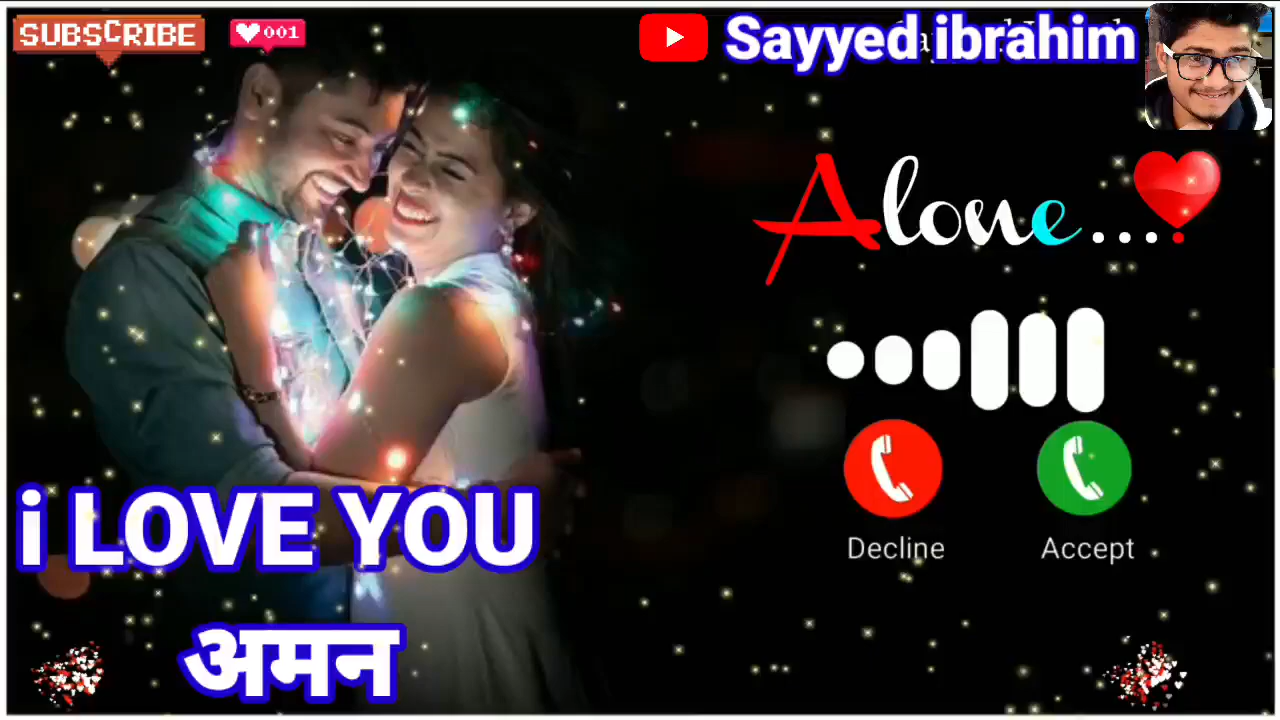 SUBSCRIBE
001
Sayyed ibrahim
Alone...
Decline
Accept
i LOVE YOU
अमन